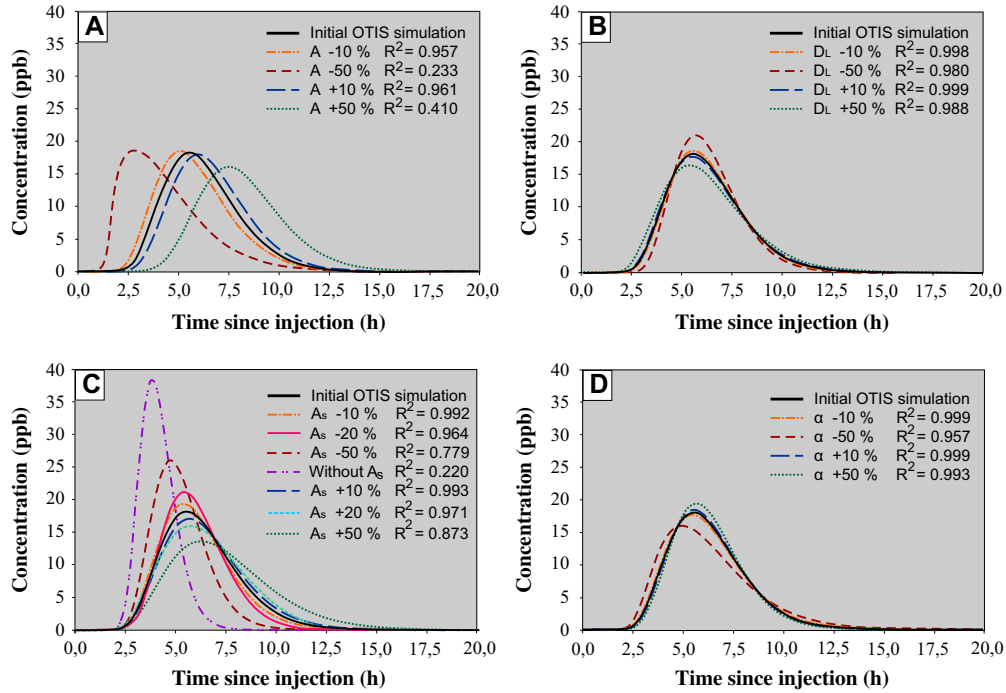 A
Concentration (ppb)
40
35
30
25
20
15
10
5
0
Initial OTIS simulation
A -10 % R2= 0.957
A -50 % R2= 0.233
A +10 % R2= 0.961
A +50 % R2= 0.410
0,0 2,5 5,0 7,5 10,0 12,5 15,0 17,5 20,0
Time since injection (h)
B
Concentration (ppb)
40
35
30
25
20
15
10
5
0
Initial OTIS simulation
DL -10 % R2= 0.998
DL -50 % R2= 0.980
DL +10 % R2= 0.999
DL +50 % R2= 0.988
0,0 2,5 5,0 7,5 10,0 12,5 15,0 17,5 20,0
Time since injection (h)
C
Concentration (ppb)
40
35
30
25
20
15
10
5
0
Initial OTIS simulation
As -10 % R2= 0.992
As -20 % R2= 0.964
As -50 % R2= 0.779
Without As R2= 0.220
As +10 % R2= 0.993
As +20 % R2= 0.971
As +50 % R2= 0.873
0,0 2,5 5,0 7,5 10,0 12,5 15,0 17,5 20,0
Time since injection (h)
D
Concentration (ppb)
40
35
30
25
20
15
10
5
0
Initial OTIS simulation
α -10 % R2= 0.999
α -50 % R2= 0.957
α +10 % R2= 0.999
α +50 % R2= 0.993
0,0 2,5 5,0 7,5 10,0 12,5 15,0 17,5 20,0
Time since injection (h)